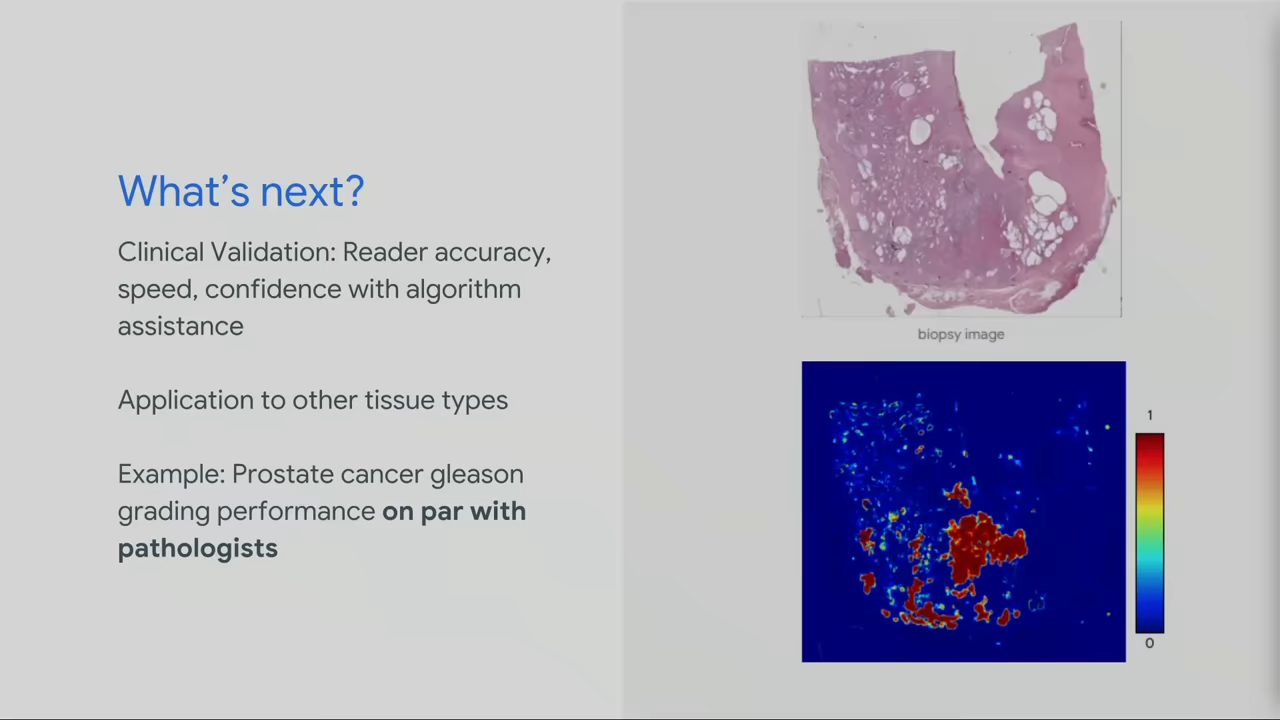 What's next?
Clinical Validation: Reader accuracy,
speed, confidence with algorithm
assistance
Application to other tissue types
Example: Prostate cancer gleason
grading performance on par with
pathologists
biopsy image
1
0